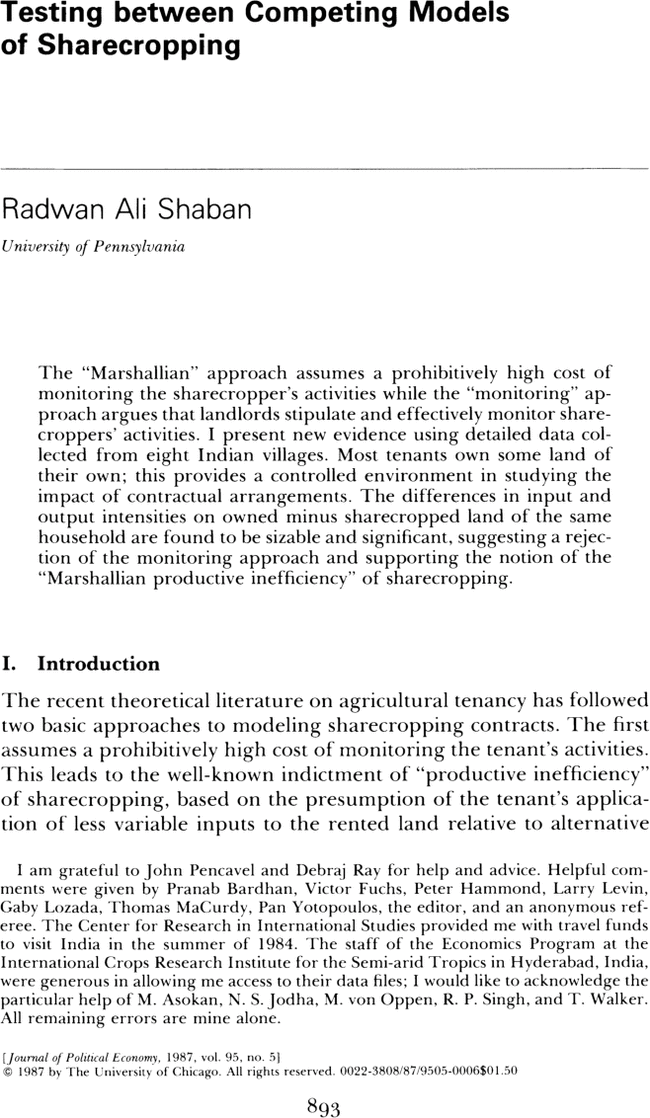 Testing between Competing Models
of Sharecropping
Radwan Ali Shaban
University of Pennsylvania
The “Marshallian” approach assumes a prohibitively high cost of
monitoring the sharecropper’s activities while the “monitoring” ap-
proach argues that landlords stipulate and effectively monitor share-
croppers’ activities. I present new evidence using detailed data col-
lected from eight Indian villages. Most tenants own some land of
their own; this provides a controlled environment in studying the
impact of contractual arrangements. The differences in input and
output intensities on owned minus sharecropped land of the same
household are found to be sizable and significant, suggesting a rejec-
tion of the monitoring approach and supporting the notion of the
“Marshallian productive inefficiency” of sharecropping.
I. Introduction
The recent theoretical literature on agricultural tenancy has followed
two basic approaches to modeling sharecropping contracts. The first
assumes a prohibitively high cost of monitoring the tenant’s activities.
This leads to the well-known indictment of “productive inefficiency”
of sharecropping, based on the presumption of the tenant’s applica-
tion of less variable inputs to the rented land relative to alternative
I am grateful to John Pencavel and Debraj Ray for help and advice. Helpful com-
ments were given by Pranab Bardhan, Victor Fuchs, Peter Hammond, Larry Levin,
Gaby Lozada, Thomas MaCurdy, Pan Yotopoulos, the editor, and an anonymous ref-
eree. The Center for Research in International Studies provided me with travel funds
to visit India in the summer of 1984. The staff of the Economics Program at the
International Crops Research Institute for the Semi-arid Tropics in Hyderabad, India,
were generous in allowing me access to their data files; I would like to acknowledge the
particular help of M. Asokan, N. S. Jodha, M. von Oppen, R. P. Singh, and T. Walker.
All remaining errors are mine alone.
[Journal of Political Economy, 1987, vol. 95, no. 5]
© 1987 by The University of Chicago. All rights reserved. 0022-3808/87/9505-0006$01.50
893